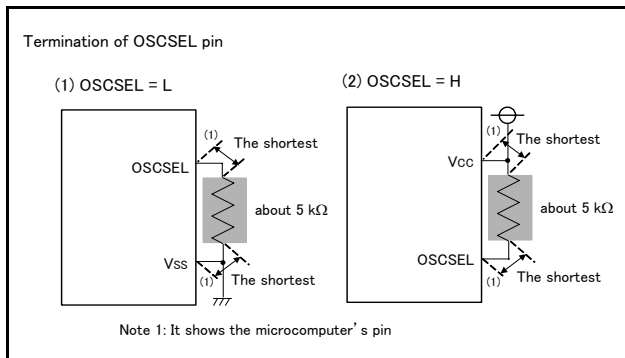 Termination of OSCSEL pin
(1) OSCSEL = L
(1)
The shortest
OSCSEL
about 5 kΩ
Vss
(1)
The shortest
(2) OSCSEL = H
(1)
The shortest
Vcc
about 5 kΩ
OSCSEL
(1)
The shortest
Note 1: It shows the microcomputer's pin